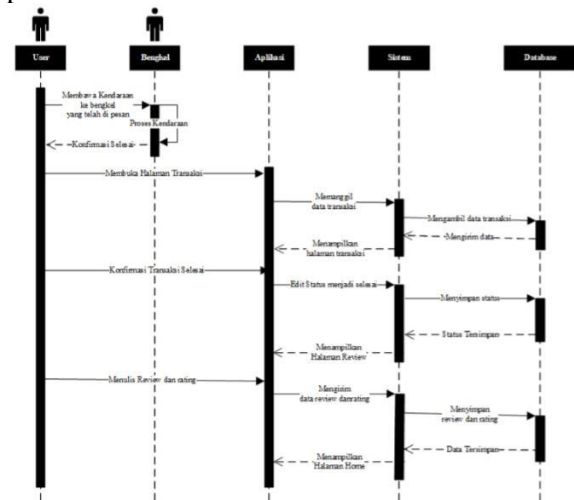 User
Bengkel
Aplikasi
Sistem
Database
Membawa Kendaraan
ke bengkel
yang telah di pesan
Proses Kendaraan
Konfirmasi Selesai
Membuka Halaman Transaksi
Memanggil
data transaksi
Mengambil data transaksi
Mengirim data
Menampilkan
halaman transaksi
Konfirmasi Transaksi Selesai
Edit Status menjadi selesai
Menyimpan status
Status Tersimpan
Menampilkan
Halaman Review
Menulis Review dan rating
Mengirim
data review dan rating
Menyimpan
review dan rating
Data Tersimpan
Menampilkan
Halaman Home